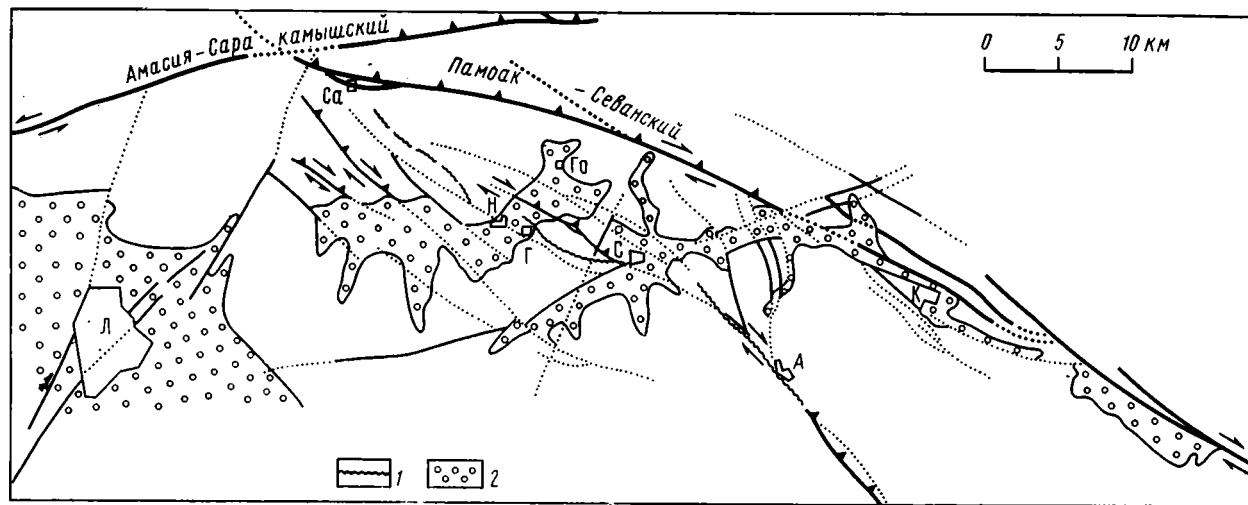 Амасия-Сара камышский
0 5 10 км
Памбак
-Севанский
Са
Го
Н
Г
С
К
Л
А
1 2